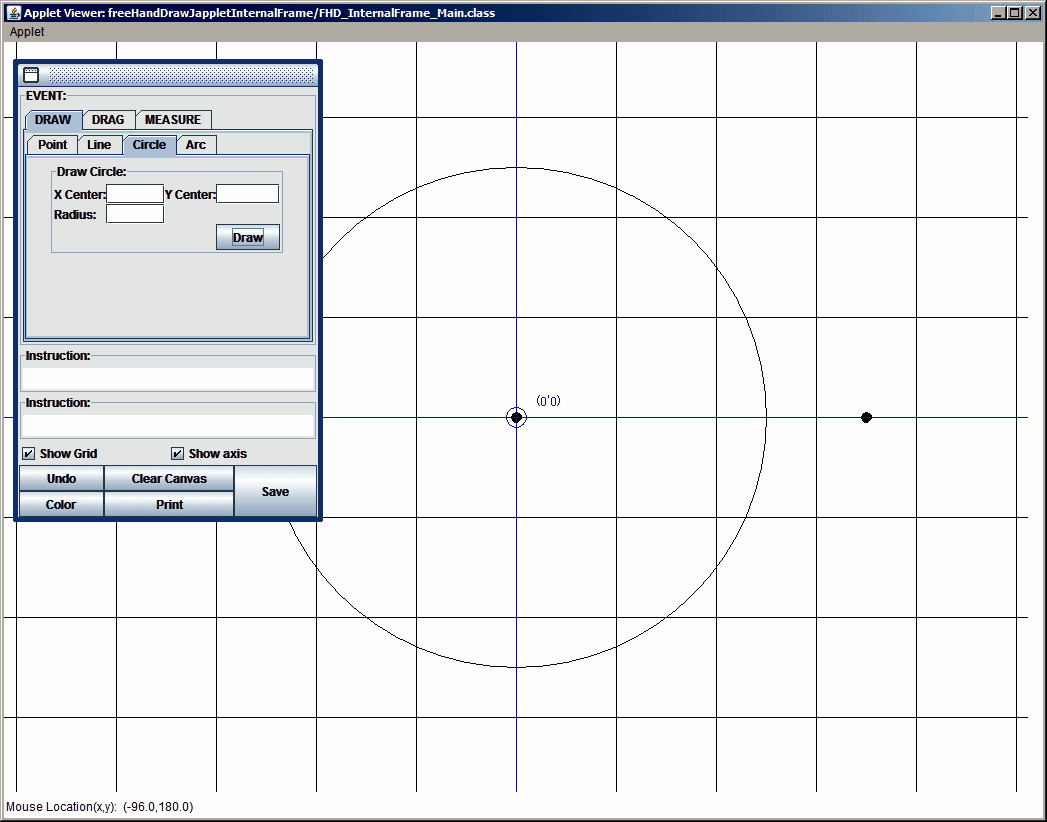 Applet Viewer: freeHandDrawJappletInternalFrame/FHD_InternalFrame_Main.class
Applet
EVENT:
DRAW DRAG MEASURE
Point Line Circle Arc
Draw Circle:
X Center: Y Center:
Radius:
Draw
(0'0)
Instruction:
Instruction:
Show Grid Show axis
Undo Clear Canvas Save
Color Print
Mouse Location(x,y): (-96.0,180.0)